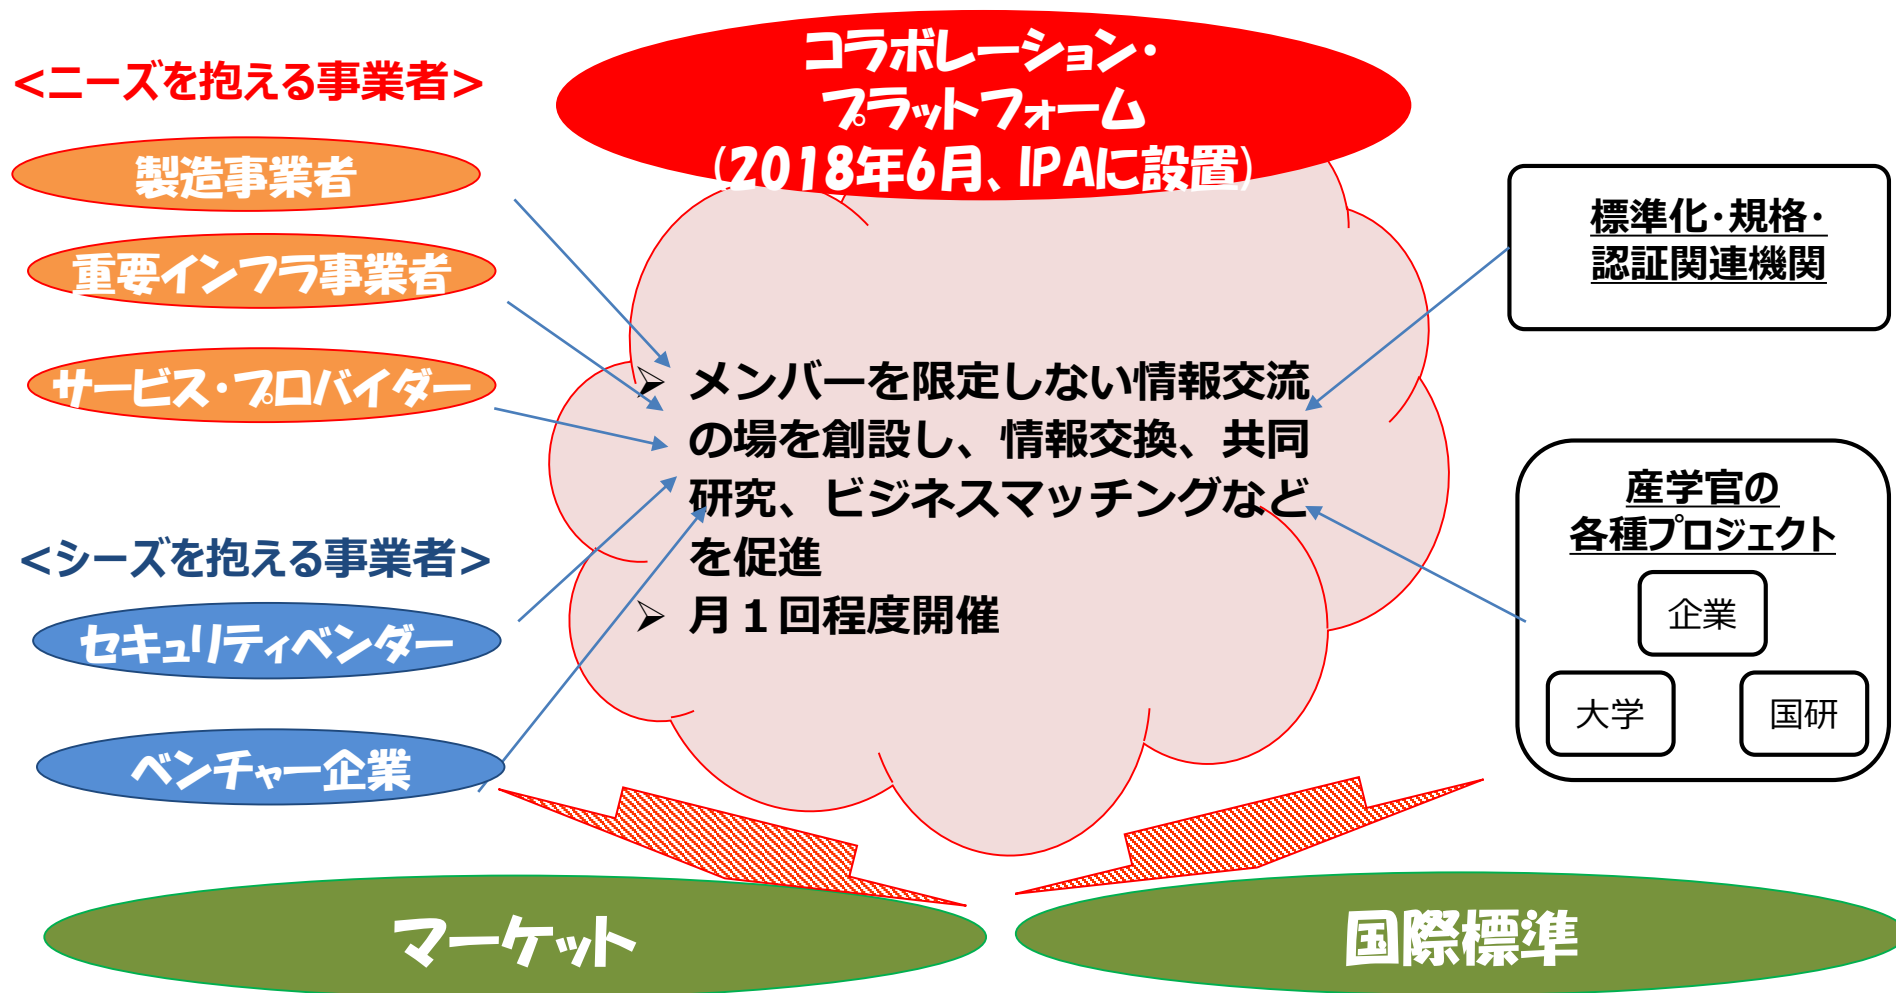 コラボレーション・
プラットフォーム
(2018年6月、IPAに設置)
<ニーズを抱える事業者>
製造事業者
重要インフラ事業者
サービス・プロバイダー
<シーズを抱える事業者>
セキュリティベンダー
ベンチャー企業
➢ メンバーを限定しない情報交流
の場を創設し、情報交換、共同
研究、ビジネスマッチングなど
を促進
➢ 月１回程度開催
標準化・規格・
認証関連機関
産学官の
各種プロジェクト
企業
大学
国研
マーケット
国際標準